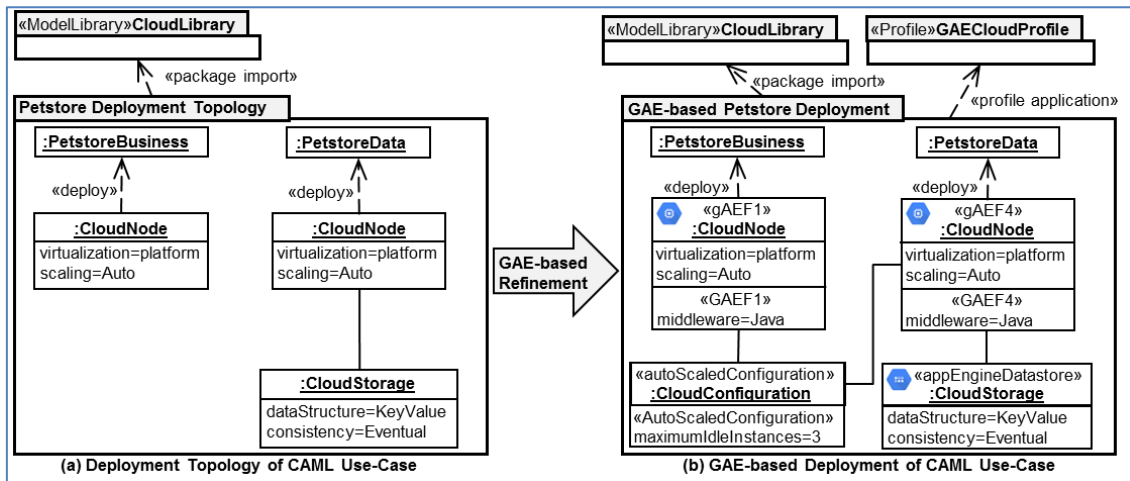 «ModelLibrary»CloudLibrary
«package import»
Petstore Deployment Topology
:PetstoreBusiness
:PetstoreData
«deploy»
«deploy»
:CloudNode
virtualization=platform
scaling=Auto
:CloudNode
virtualization=platform
scaling=Auto
:CloudStorage
dataStructure=KeyValue
consistency=Eventual
(a) Deployment Topology of CAML Use-Case
GAE-based
Refinement
«ModelLibrary»CloudLibrary
«Profile»GAECloudProfile
«package import»
«profile application»
GAE-based Petstore Deployment
:PetstoreBusiness
:PetstoreData
«deploy»
«deploy»
«gAEF1»
:CloudNode
virtualization=platform
scaling=Auto
«GAEF1»
middleware=Java
«gAEF4»
:CloudNode
virtualization=platform
scaling=Auto
«GAEF4»
middleware=Java
«autoScaledConfiguration»
:CloudConfiguration
«AutoScaledConfiguration»
maximumIdleInstances=3
«appEngineDatastore»
:CloudStorage
dataStructure=KeyValue
consistency=Eventual
(b) GAE-based Deployment of CAML Use-Case